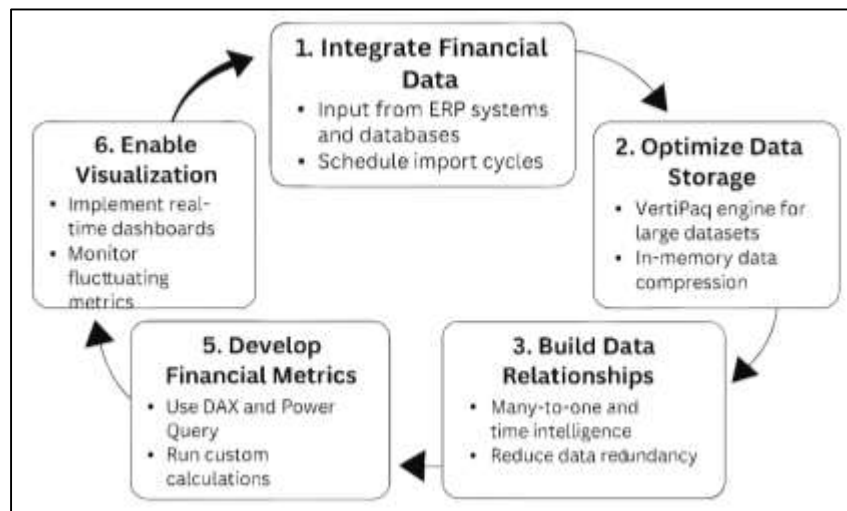 1. Integrate Financial
Data
• Input from ERP systems
and databases
• Schedule import cycles
2. Optimize Data
Storage
• VertiPaq engine for
large datasets
• In-memory data
compression
3. Build Data
Relationships
• Many-to-one and
time intelligence
• Reduce data redundancy
5. Develop
Financial Metrics
• Use DAX and Power
Query
• Run custom
calculations
6. Enable
Visualization
• Implement real-
time dashboards
• Monitor
flucttuating
metrics